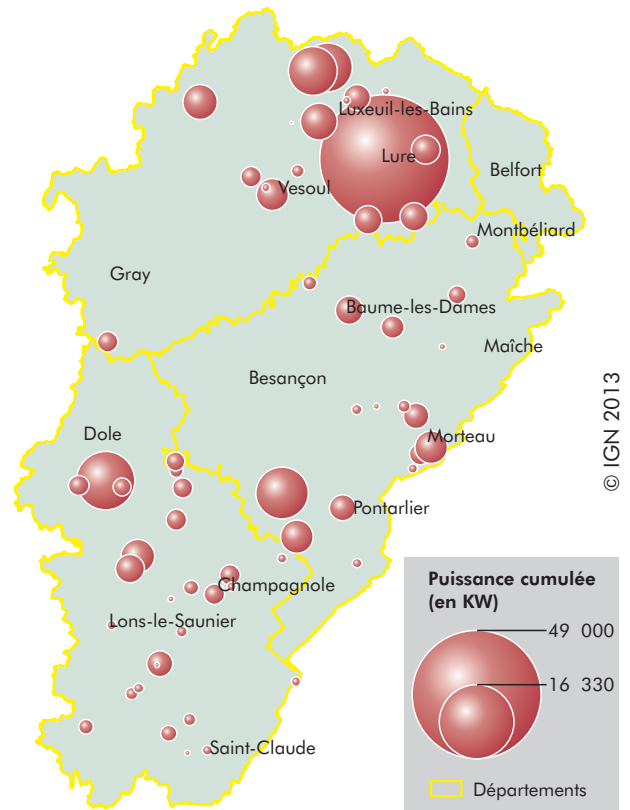 Luxeuil-les-Bains
Lure
Belfort
Vesoul
Montbéliard
Gray
Baume-les-Dames
Maîche
Besançon
Dole
Morteau
Pontarlier
Champagnole
Lons-le-Saunier
Saint-Claude
© IGN 2013
Puissance cumulée
(en KW)
49 000
16 330
Départements